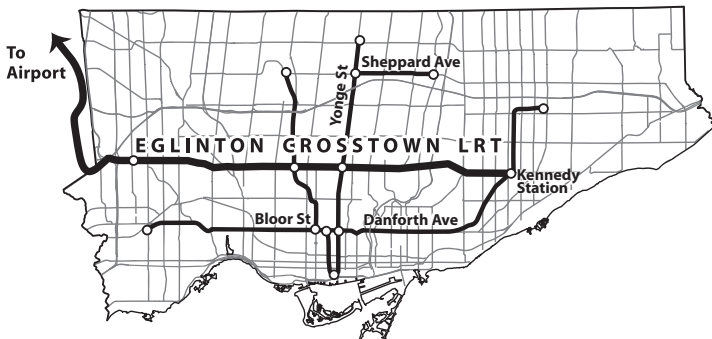 To
Airport
Sheppard Ave
Yonge St
EGLINTON CROSSTOWN LRT
Kennedy
Station
Bloor St
Danforth Ave